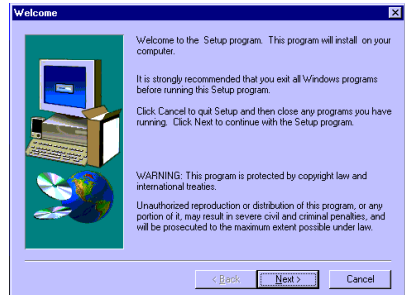 Welcome
Welcome to the Setup program. This program will install on your
computer.
It is strongly recommended that you exit all Windows programs
before running this Setup program.
Click Cancel to quit Setup and then close any programs you have
running. Click Next to continue with the Setup program.
WARNING: This program is protected by copyright law and
international treaties.
Unauthorized reproduction or distribution of this program, or any
portion of it, may result in severe civil and criminal penalties, and
will be prosecuted to the maximum extent possible under law.
< Back Next > Cancel